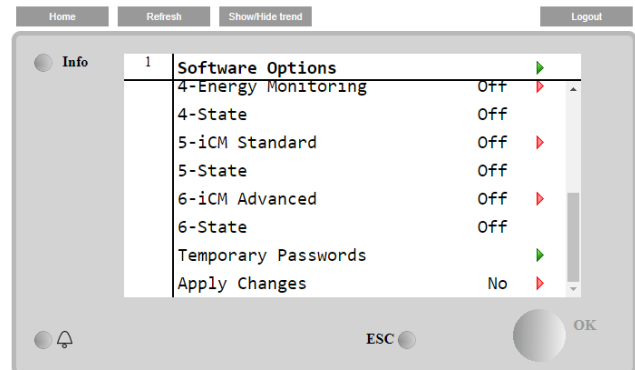 Home Refresh Show/Hide trend Logout
Info
1 Software Options
4-Energy Monitoring Off
4-State Off
5-iCM Standard Off
5-State Off
6-iCM Advanced Off
6-State Off
Temporary Passwords
Apply Changes No
ESC OK